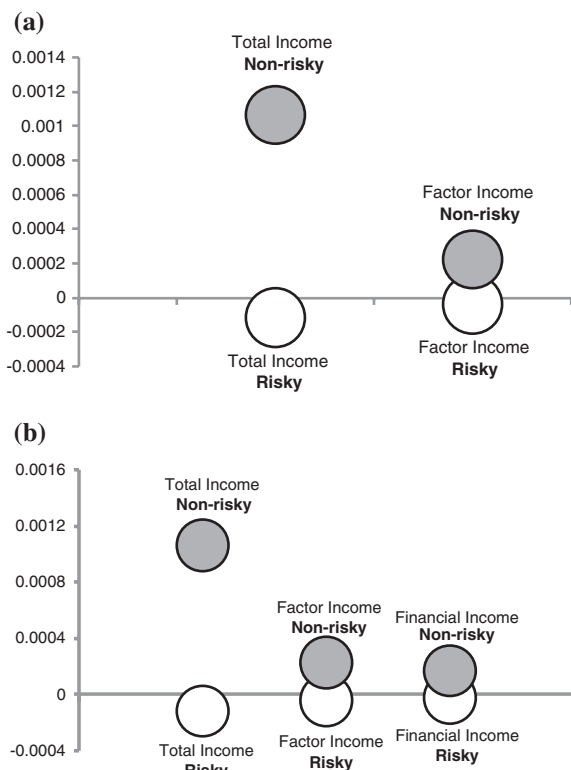 (a)
Total Income
Non-risky
0.0014
0.0012
0.001
0.0008
0.0006
0.0004
0.0002
0
-0.0002
-0.0004
Factor Income
Non-risky
Total Income
Risky
Factor Income
Risky
(b)
0.0016
0.0012
0.0008
0.0004
0
-0.0004
Total Income
Non-risky
Factor Income
Non-risky
Financial Income
Non-risky
Total Income
Risky
Factor Income
Risky
Financial Income
Risky